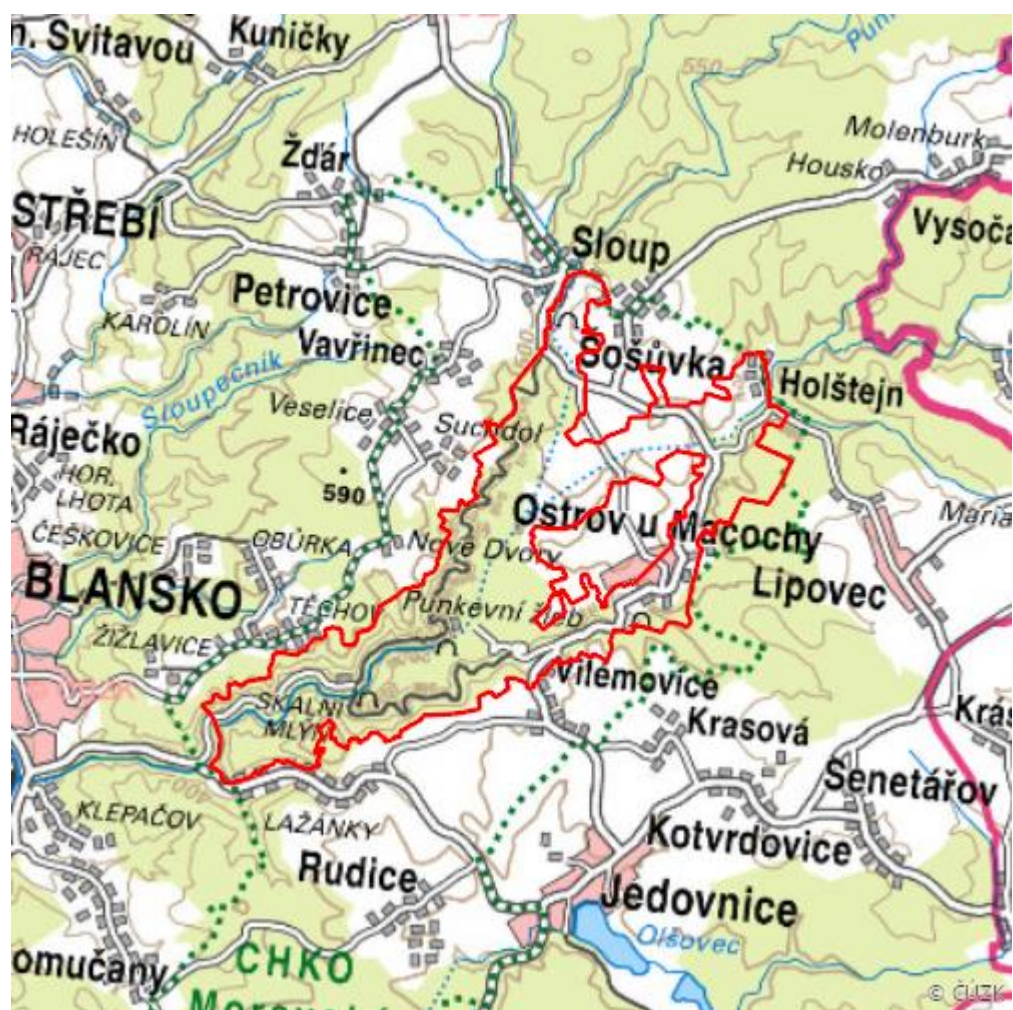 n. Svitavou
Kuničky
550
HOLEŠÍN
Molenburk
Housko
Žďár
STŘEBÍ
RÁJEC
Sloup
Petrovice
KAROLÍN
Vavřinec
Šošůvka
Holštejn
Sloupečník
Veselice
Suchdol
Ráječko
HOR.
LHOTA
590
Ostrov u Macochy
ČEŠKOVICE
OBŮRKA
Nové Dvory
Lipovec
BLANSKO
TĚCHOV
Punkevní žleb
ŽIŽLAVICE
Vilémovice
SKALNÍ
MLÝN
Krasová
Senetářov
KLEPAČOV
LAŽÁNKY
Kotvrdovice
Rudice
Jedovnice
Olšovec
omučany
CHKO
© ČÚZK